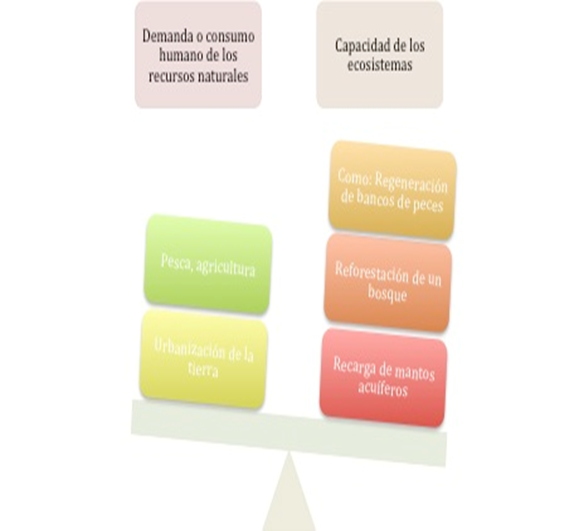 Demanda o consumo
humano de los
recursos naturales
Capacidad de los
ecosistemas
Como: Regeneración
de bancos de peces
Pesca, agricultura
Reforestación de un
bosque
Urbanización de la
tierra
Recarga de mantos
acuíferos